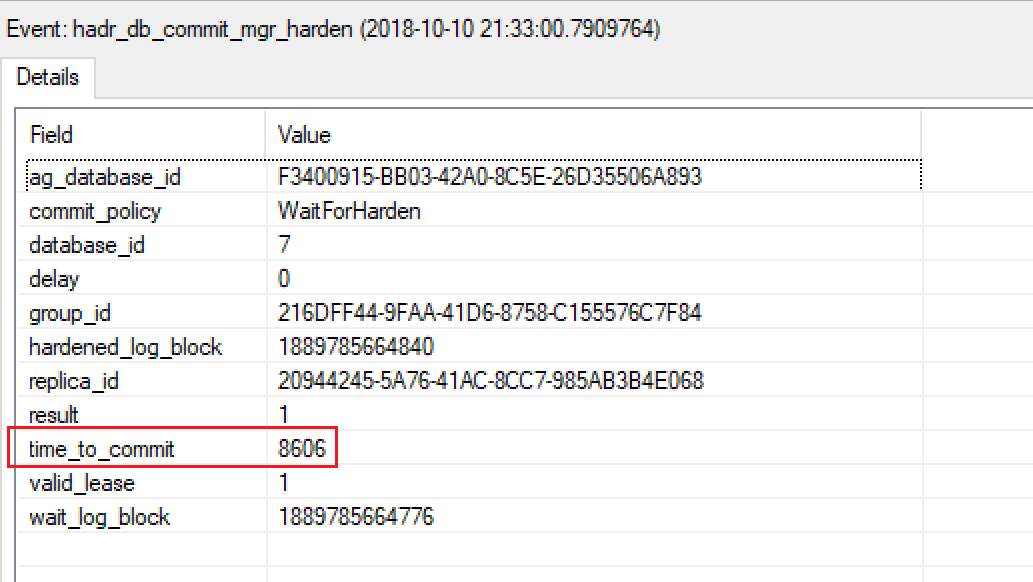 Event: hadr_db_commit_mgr_harden (2018-10-10 21:33:00.7909764)
Details
Field Value
ag_database_id F3400915-BB03-42A0-8C5E-26D35506A893
commit_policy WaitForHarden
database_id 7
delay 0
group_id 216DFF44-9FAA-41D6-8758-C155576C7F84
hardened_log_block 1889785664840
replica_id 20944245-5A76-41AC-8CC7-985AB3B4E068
result 1
time_to_commit 8606
valid_lease 1
wait_log_block 1889785664776